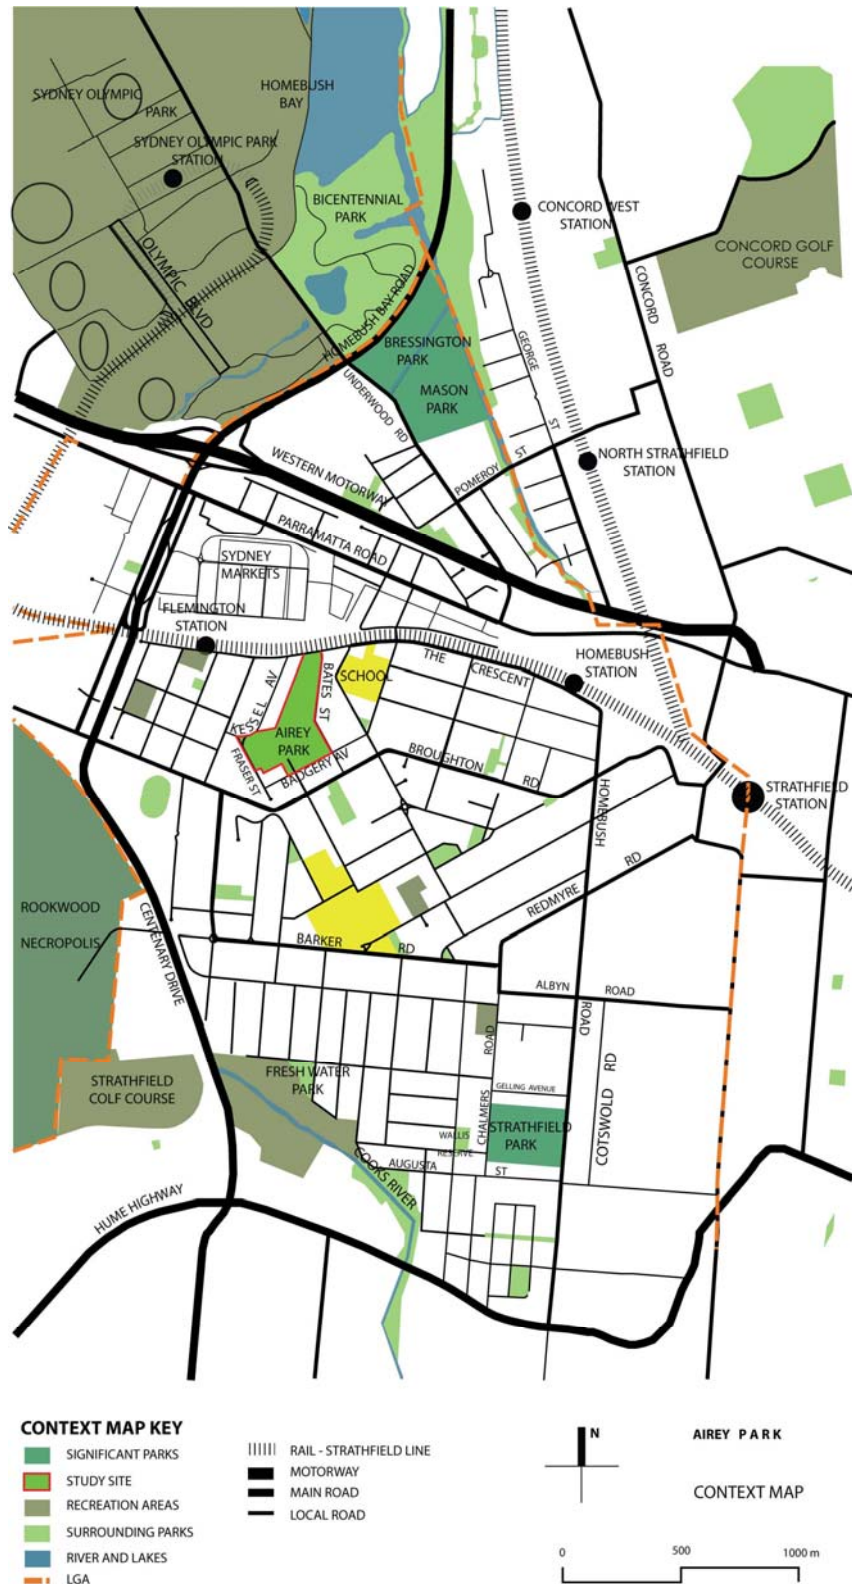 SYDNEY OLYMPIC
PARK
SYDNEY OLYMPIC PARK
STATION
HOMEBUSH
BAY
BICENTENNIAL
PARK
CONCORD WEST
STATION
CONCORD GOLF
COURSE
OLYMPIC BLVD
HOMEBUSH BAY ROAD
CONCORD ROAD
BRESSINGTON
PARK
MASON
PARK
GEORGE ST
UNDERWOOD RD
NORTH STRATHFIELD
STATION
POMEROY ST
WESTERN MOTORWAY
PARRAMATTA ROAD
SYDNEY
MARKETS
FLEMINGTON
STATION
HOMEBUSH
STATION
THE CRESCENT
SCHOOL
KESSEL AV
BATES ST
AIREY
PARK
FRASER ST
BADGERY AV
BROUGHTON RD
STRATHFIELD
STATION
HOMEBUSH ROAD
REDMYRE RD
ROOKWOOD
NECROPOLIS
CENTENARY DRIVE
BARKER RD
ALBYN ROAD
STRATHFIELD
COLF COURSE
FRESH WATER
PARK
CHALMERS ROAD
GELLING AVENUE
COTSWOLD RD
STRATHFIELD
PARK
WALLIS
RESERVE
AUGUSTA ST
COOKS RIVER
HUME HIGHWAY
CONTEXT MAP KEY
SIGNIFICANT PARKS
STUDY SITE
RECREATION AREAS
SURROUNDING PARKS
RIVER AND LAKES
LGA
RAIL - STRATHFIELD LINE
MOTORWAY
MAIN ROAD
LOCAL ROAD
N
AIREY PARK
CONTEXT MAP
0 500 1000 m